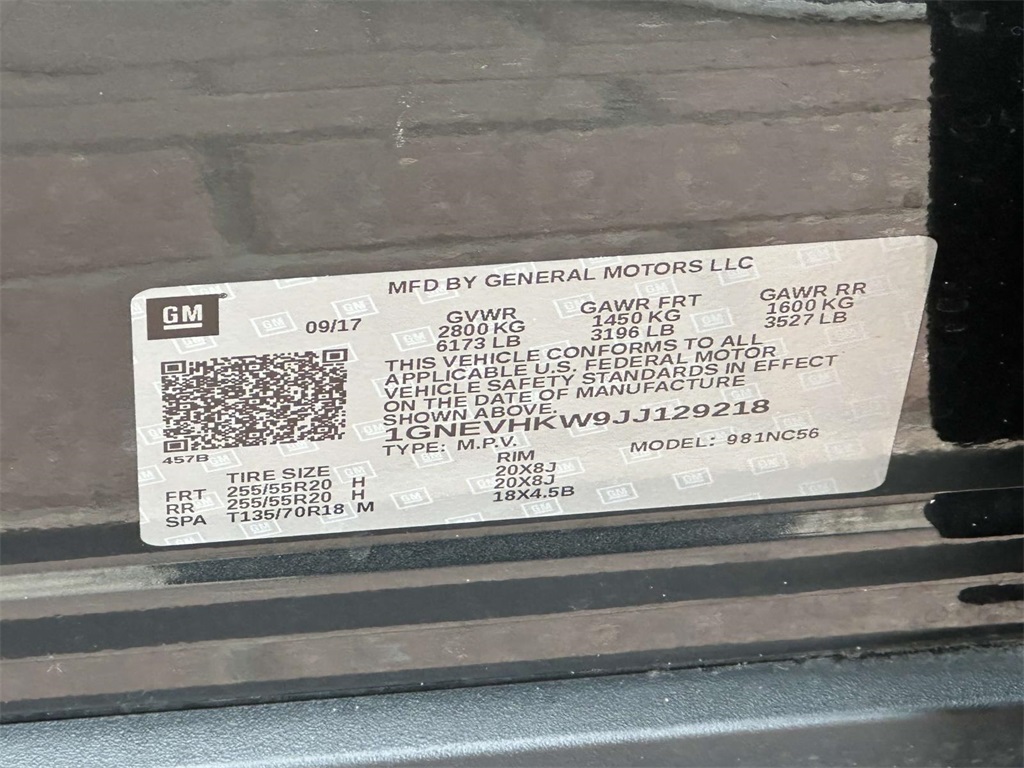 GM
MFD BY GENERAL MOTORS LLC
09/17
GVWR GAWR FRT GAWR RR
2800 KG 1450 KG 1600 KG
6173 LB 3196 LB 3527 LB
THIS VEHICLE CONFORMS TO ALL
APPLICABLE U.S. FEDERAL MOTOR
VEHICLE SAFETY STANDARDS IN EFFECT
ON THE DATE OF MANUFACTURE
SHOWN ABOVE.
1GNEVHKW9JJ129218
TYPE: M.P.V. MODEL: 981NC56
457B
TIRE SIZE RIM
FRT 255/55R20 H 20X8J
RR 255/55R20 H 20X8J
SPA T135/70R18 M 18X4.5B